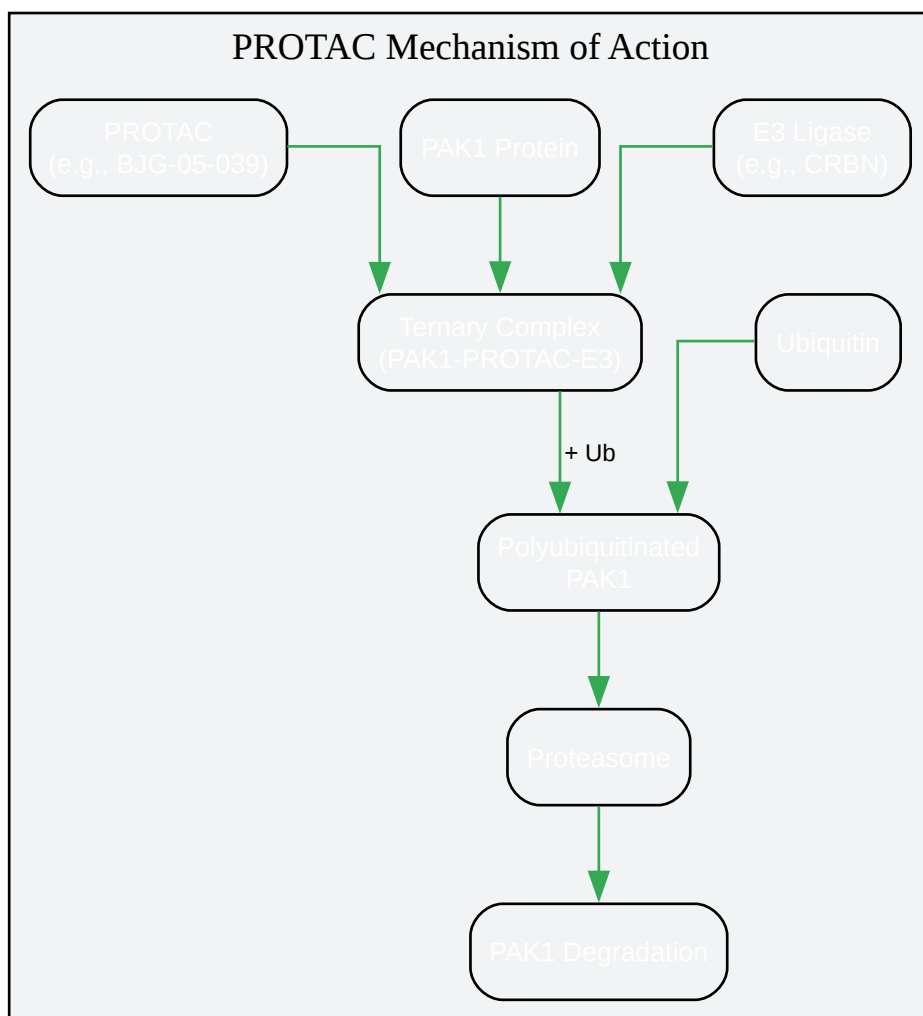 PROTAC Mechanism of Action
PROTAC
(e.g., BJG-05-039)
PAK1 Protein
E3 Ligase
(e.g., CRBN)
Ternary Complex
(PAK1-PROTAC-E3)
Ubiquitin
+ Ub
Polyubiquitinated
PAK1
Proteasome
PAK1 Degradation